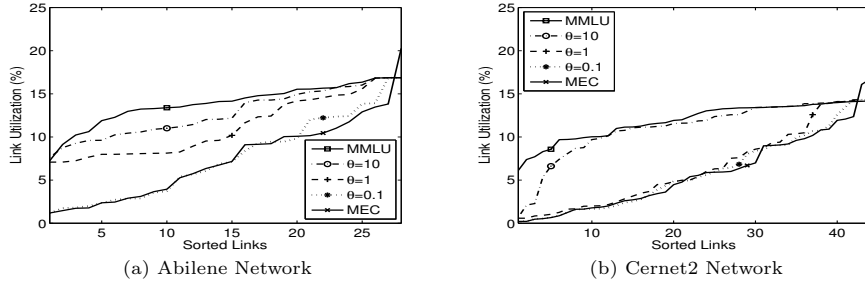 25
20
15
10
5
0
Link Utilization (%)
5 10 15 20 25
Sorted Links
MMLU
θ=10
θ=1
θ=0.1
MEC
(a) Abilene Network
25
20
15
10
5
0
Link Utilization (%)
10 20 30 40
Sorted Links
MMLU
θ=10
θ=1
θ=0.1
MEC
(b) Cernet2 Network